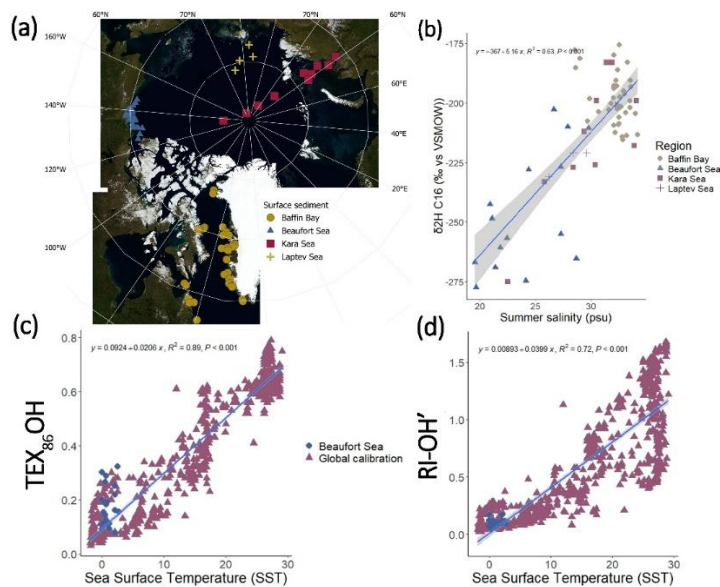 (a)
70°N
70°N
160°W
140°W
120°W
100°W
60°E
40°E
20°E
Surface sediment
Baffin Bay
Beaufort Sea
Kara Sea
Laptev Sea
(b)
y = −367 + 5.16 x, R² = 0.63, P < 0.001
δ2H C16 (‰ vs VSMOW))
-175
-200
-225
-250
-275
20
24
28
32
Summer salinity (psu)
Region
Baffin Bay
Beaufort Sea
Kara Sea
Laptev Sea
(c)
y = 0.0924 + 0.0206 x, R² = 0.89, P < 0.001
TEX₈₆OH
0.8
0.6
0.4
0.2
0.0
0
10
20
30
Sea Surface Temperature (SST)
Beaufort Sea
Global calibration
(d)
y = 0.00893 + 0.0399 x, R² = 0.72, P < 0.001
RI-OH′
1.5
1.0
0.5
0.0
0
10
20
30
Sea Surface Temperature (SST)